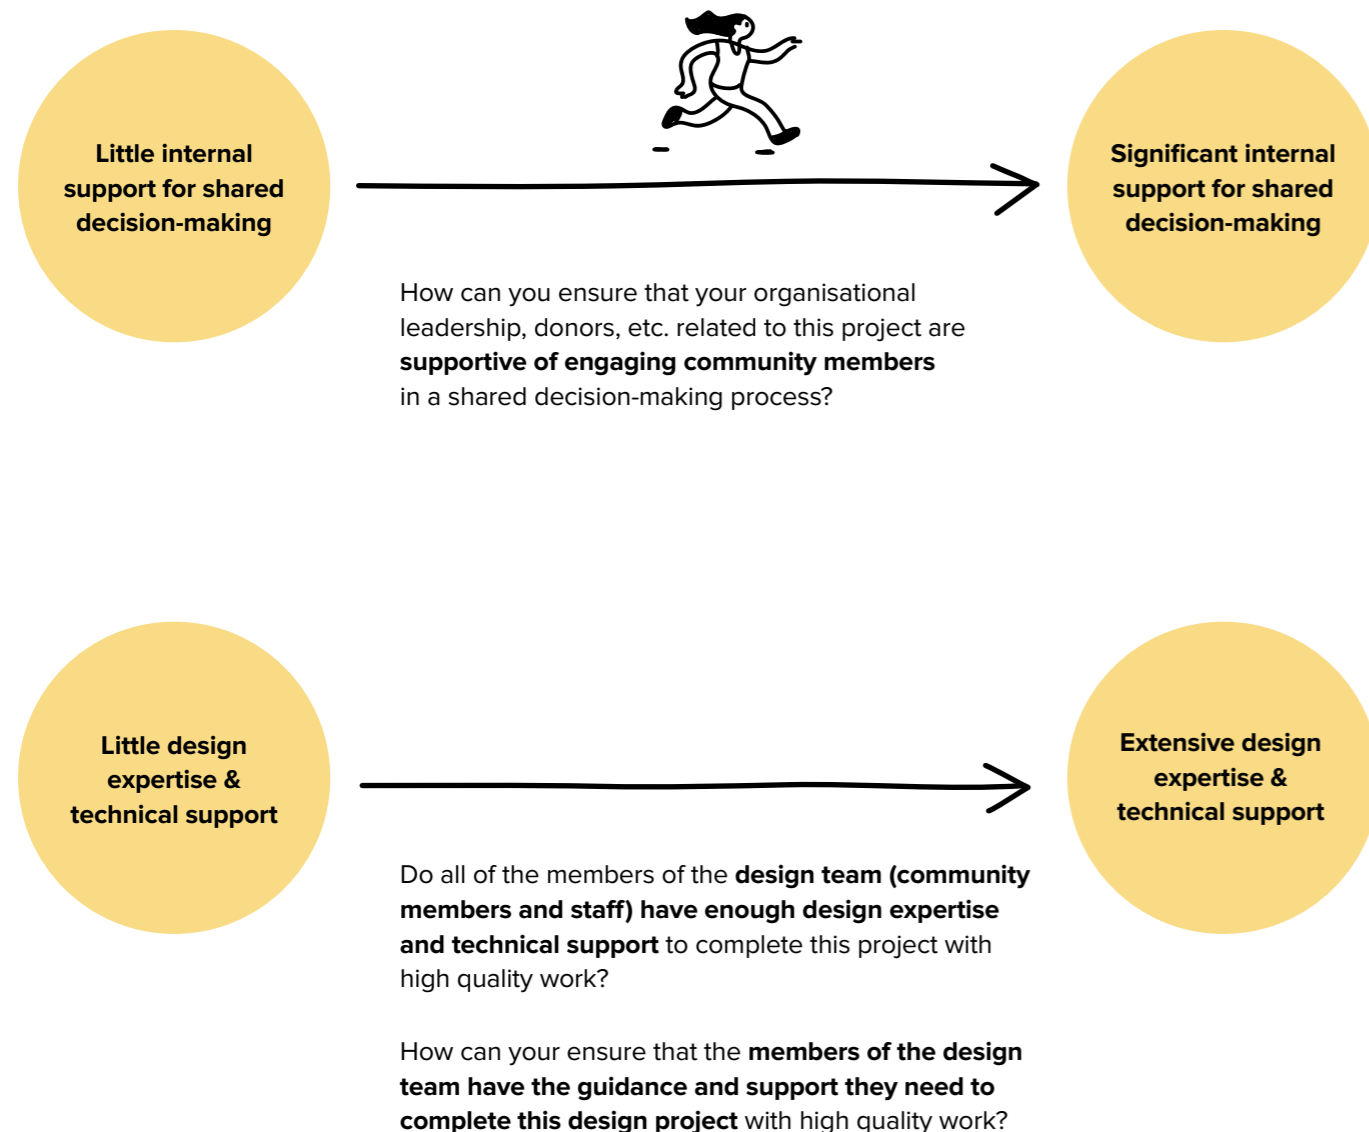 Little internal
support for shared
decision-making
Significant internal
support for shared
decision-making
How can you ensure that your organisational
leadership, donors, etc. related to this project are
supportive of engaging community members
in a shared decision-making process?
Little design
expertise &
technical support
Extensive design
expertise &
technical support
Do all of the members of the design team (community
members and staff) have enough design expertise
and technical support to complete this project with
high quality work?
How can your ensure that the members of the design
team have the guidance and support they need to
complete this design project with high quality work?